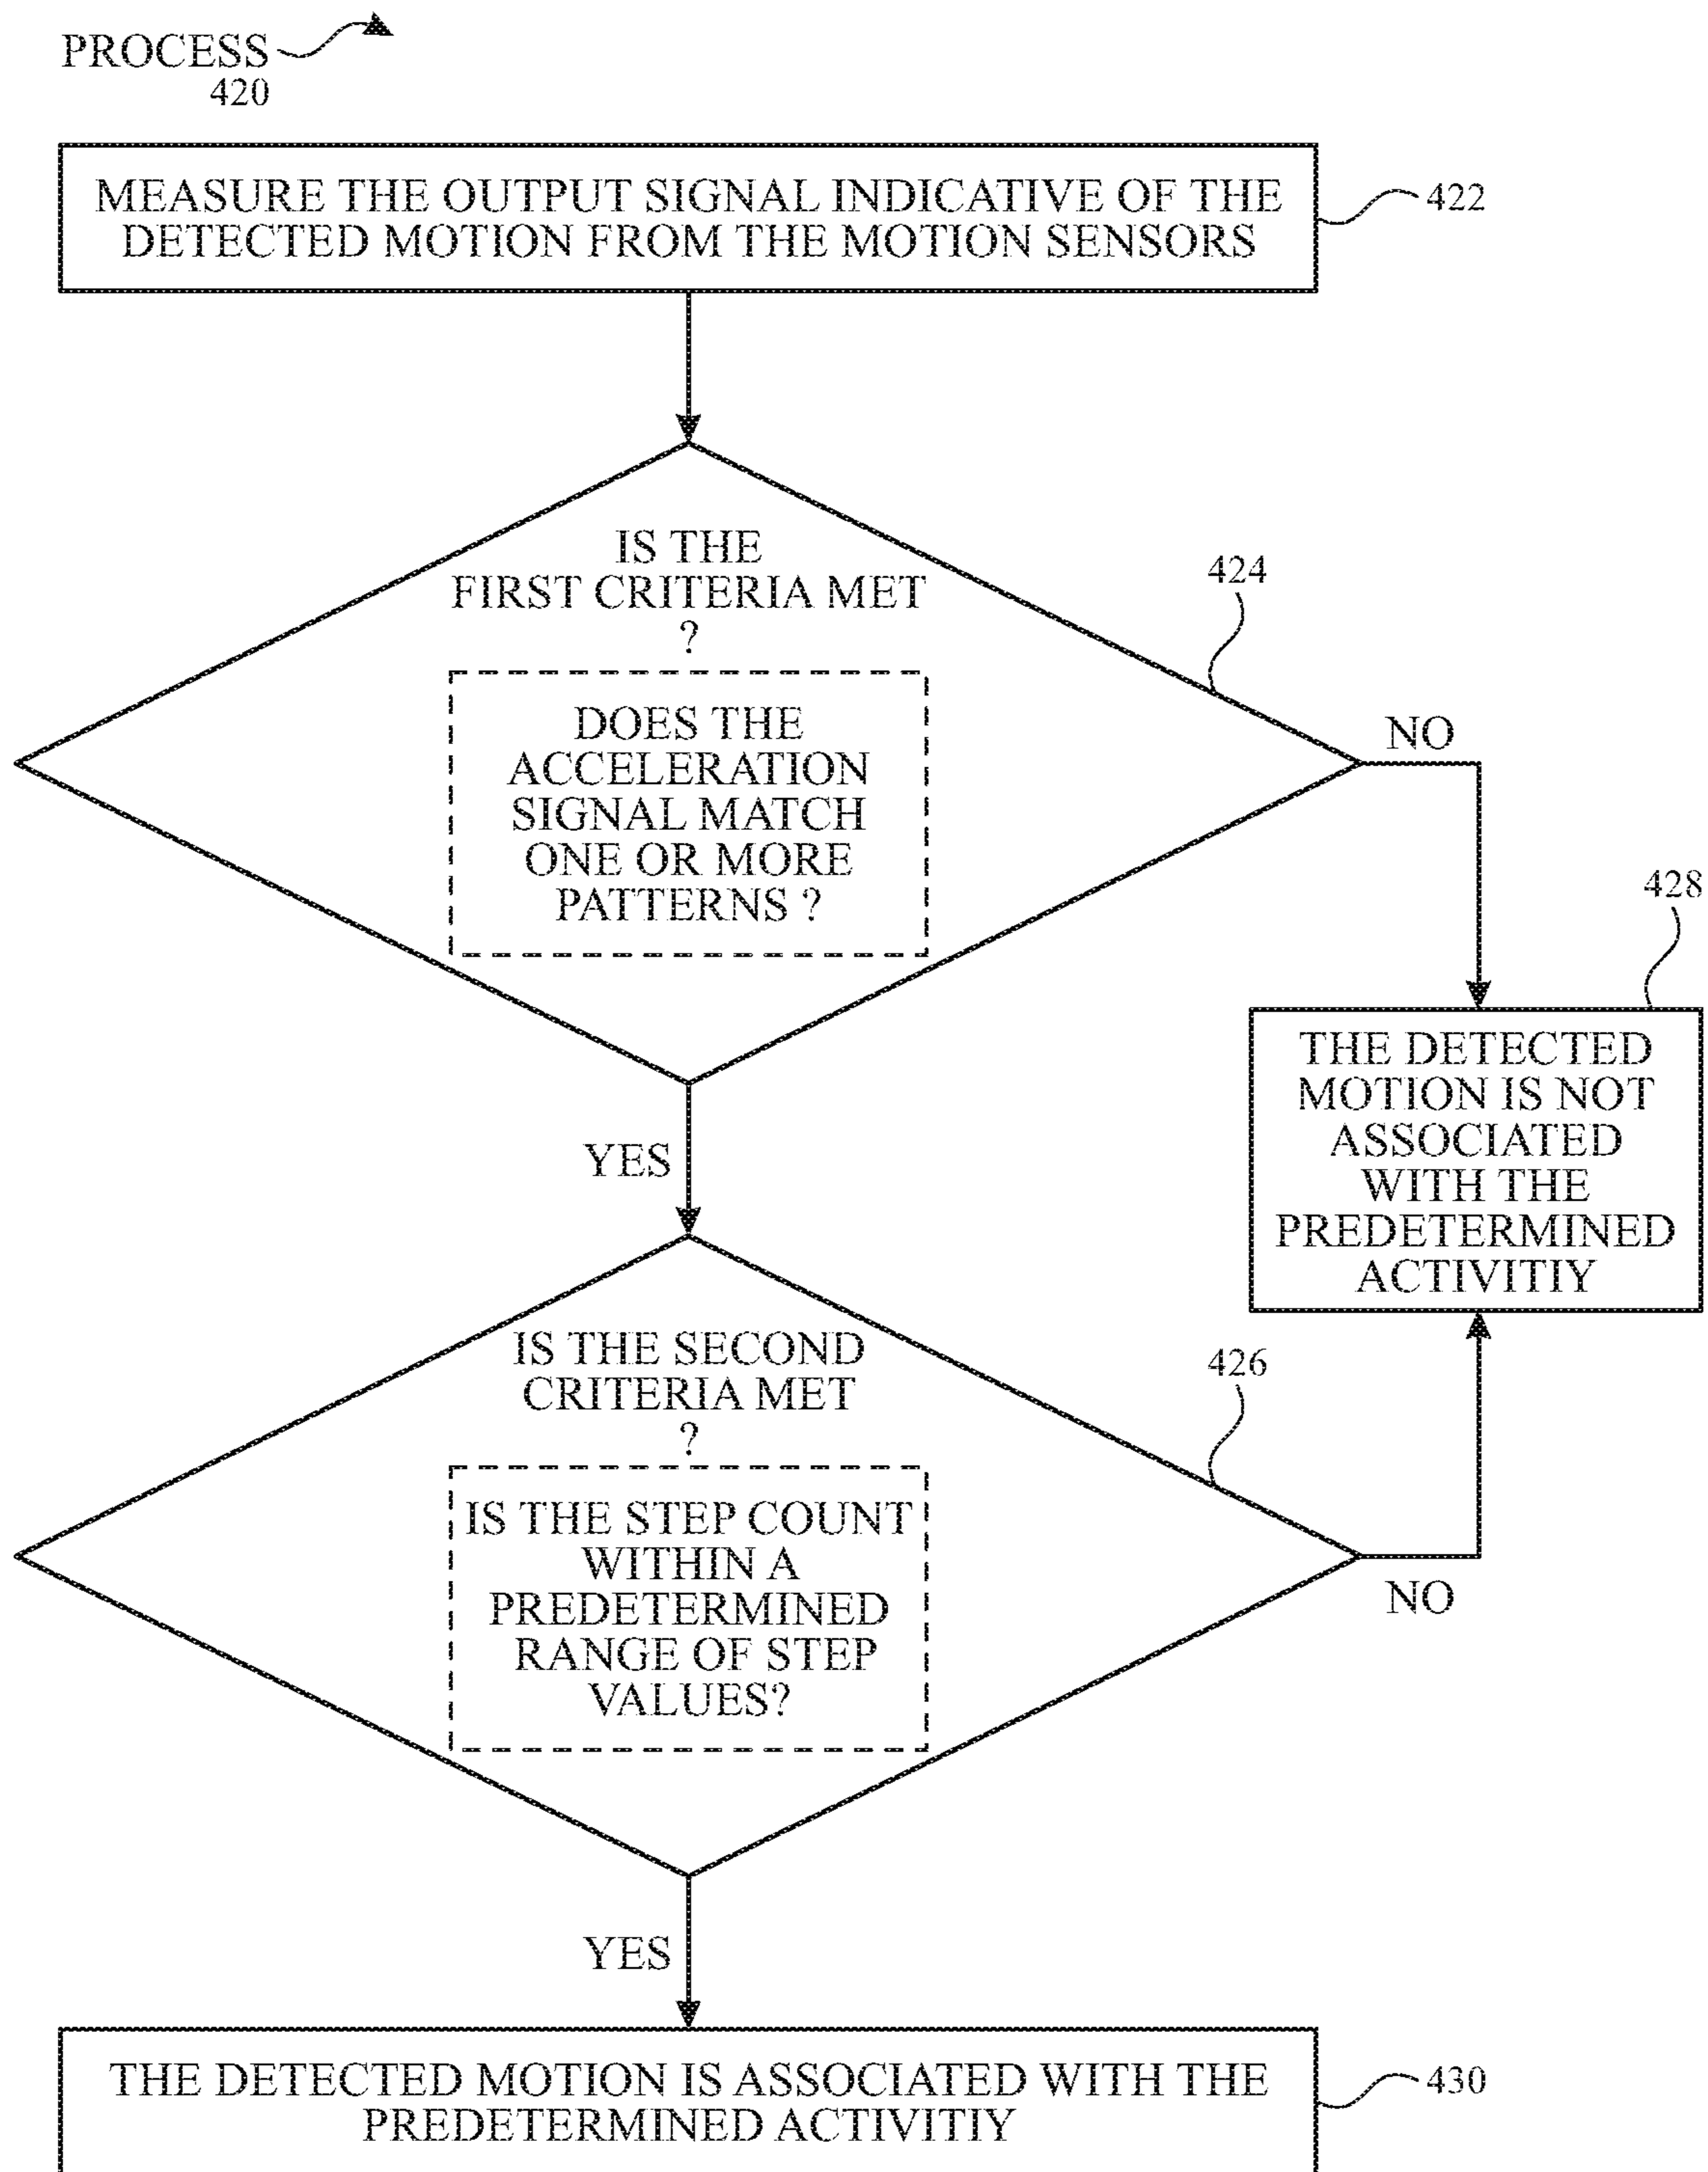 PROCESS
420
MEASURE THE OUTPUT SIGNAL INDICATIVE OF THE
DETECTED MOTION FROM THE MOTION SENSORS
422
IS THE
FIRST CRITERIA MET
?
424
DOES THE
ACCELERATION
SIGNAL MATCH
ONE OR MORE
PATTERNS ?
NO
YES
428
THE DETECTED
MOTION IS NOT
ASSOCIATED
WITH THE
PREDETERMINED
ACTIVITIY
IS THE SECOND
CRITERIA MET
?
426
IS THE STEP COUNT
WITHIN A
PREDETERMINED
RANGE OF STEP
VALUES?
NO
YES
THE DETECTED MOTION IS ASSOCIATED WITH THE
PREDETERMINED ACTIVITIY
430